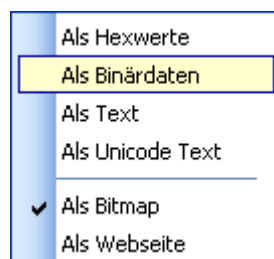 Als Hexwerte
Als Binärdaten
Als Text
Als Unicode Text
Als Bitmap
Als Webseite